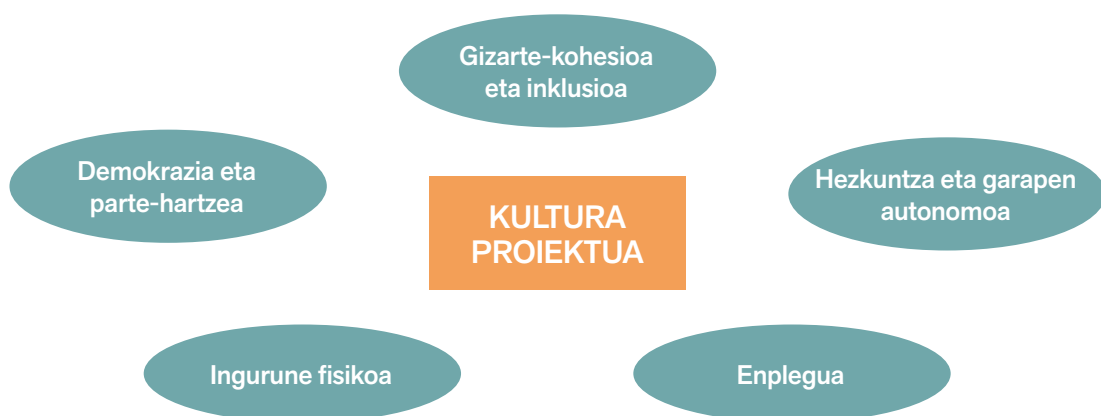 Gizarte-kohesioa
eta inklusioa
Demokrazia eta
parte-hartzea
Hezkuntza eta garapen
autonomoa
KULTURA
PROIEKTUA
Ingurune fisikoa
Enplegua